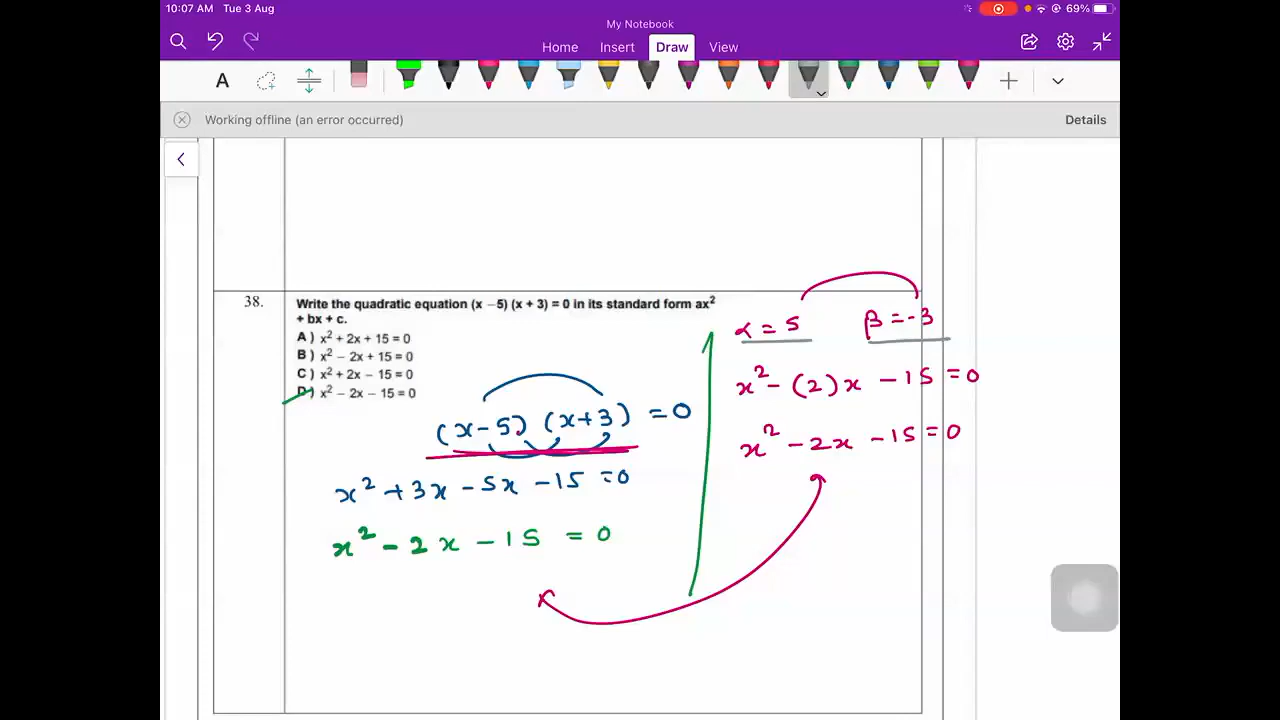 10:07 AM Tue 3 Aug
69%
My Notebook
Home Insert Draw View
A
Working offline (an error occurred)
Details
38.
Write the quadratic equation (x −5) (x + 3) = 0 in its standard form ax²
+ bx + c.
A ) x² + 2x + 15 = 0
B ) x² − 2x + 15 = 0
C ) x² + 2x − 15 = 0
D ) x² − 2x − 15 = 0
(x − 5) (x+3) = 0
x² + 3x − 5x − 15 = 0
x² − 2x − 15 = 0
α = 5 β = −3
x² − (2)x − 15 = 0
x² − 2x − 15 = 0